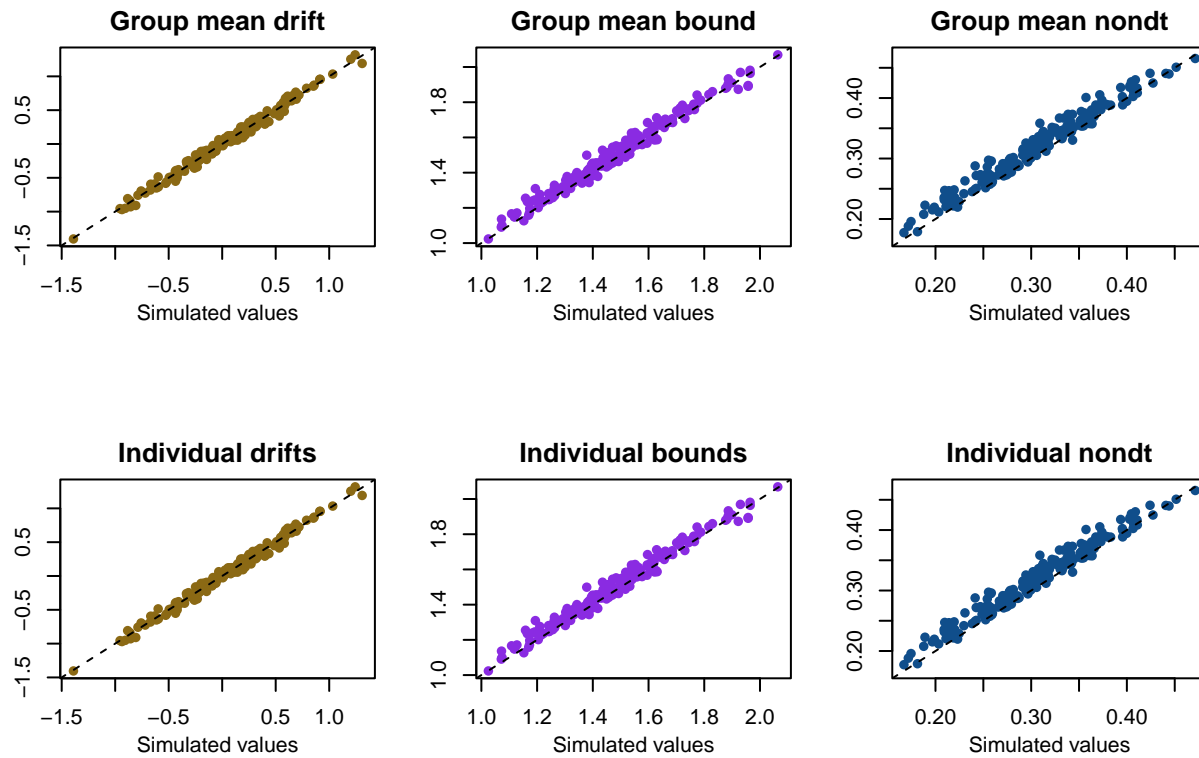 Group mean drift
−1.5 −0.5 0.5
−1.5 −0.5 0.5 1.0
Simulated values
Group mean bound
1.0 1.4 1.8
1.0 1.2 1.4 1.6 1.8 2.0
Simulated values
Group mean nondt
0.20 0.30 0.40
0.20 0.30 0.40
Simulated values
Individual drifts
−1.5 −0.5 0.5
−1.5 −0.5 0.5 1.0
Simulated values
Individual bounds
1.0 1.4 1.8
1.0 1.2 1.4 1.6 1.8 2.0
Simulated values
Individual nondt
0.20 0.30 0.40
0.20 0.30 0.40
Simulated values